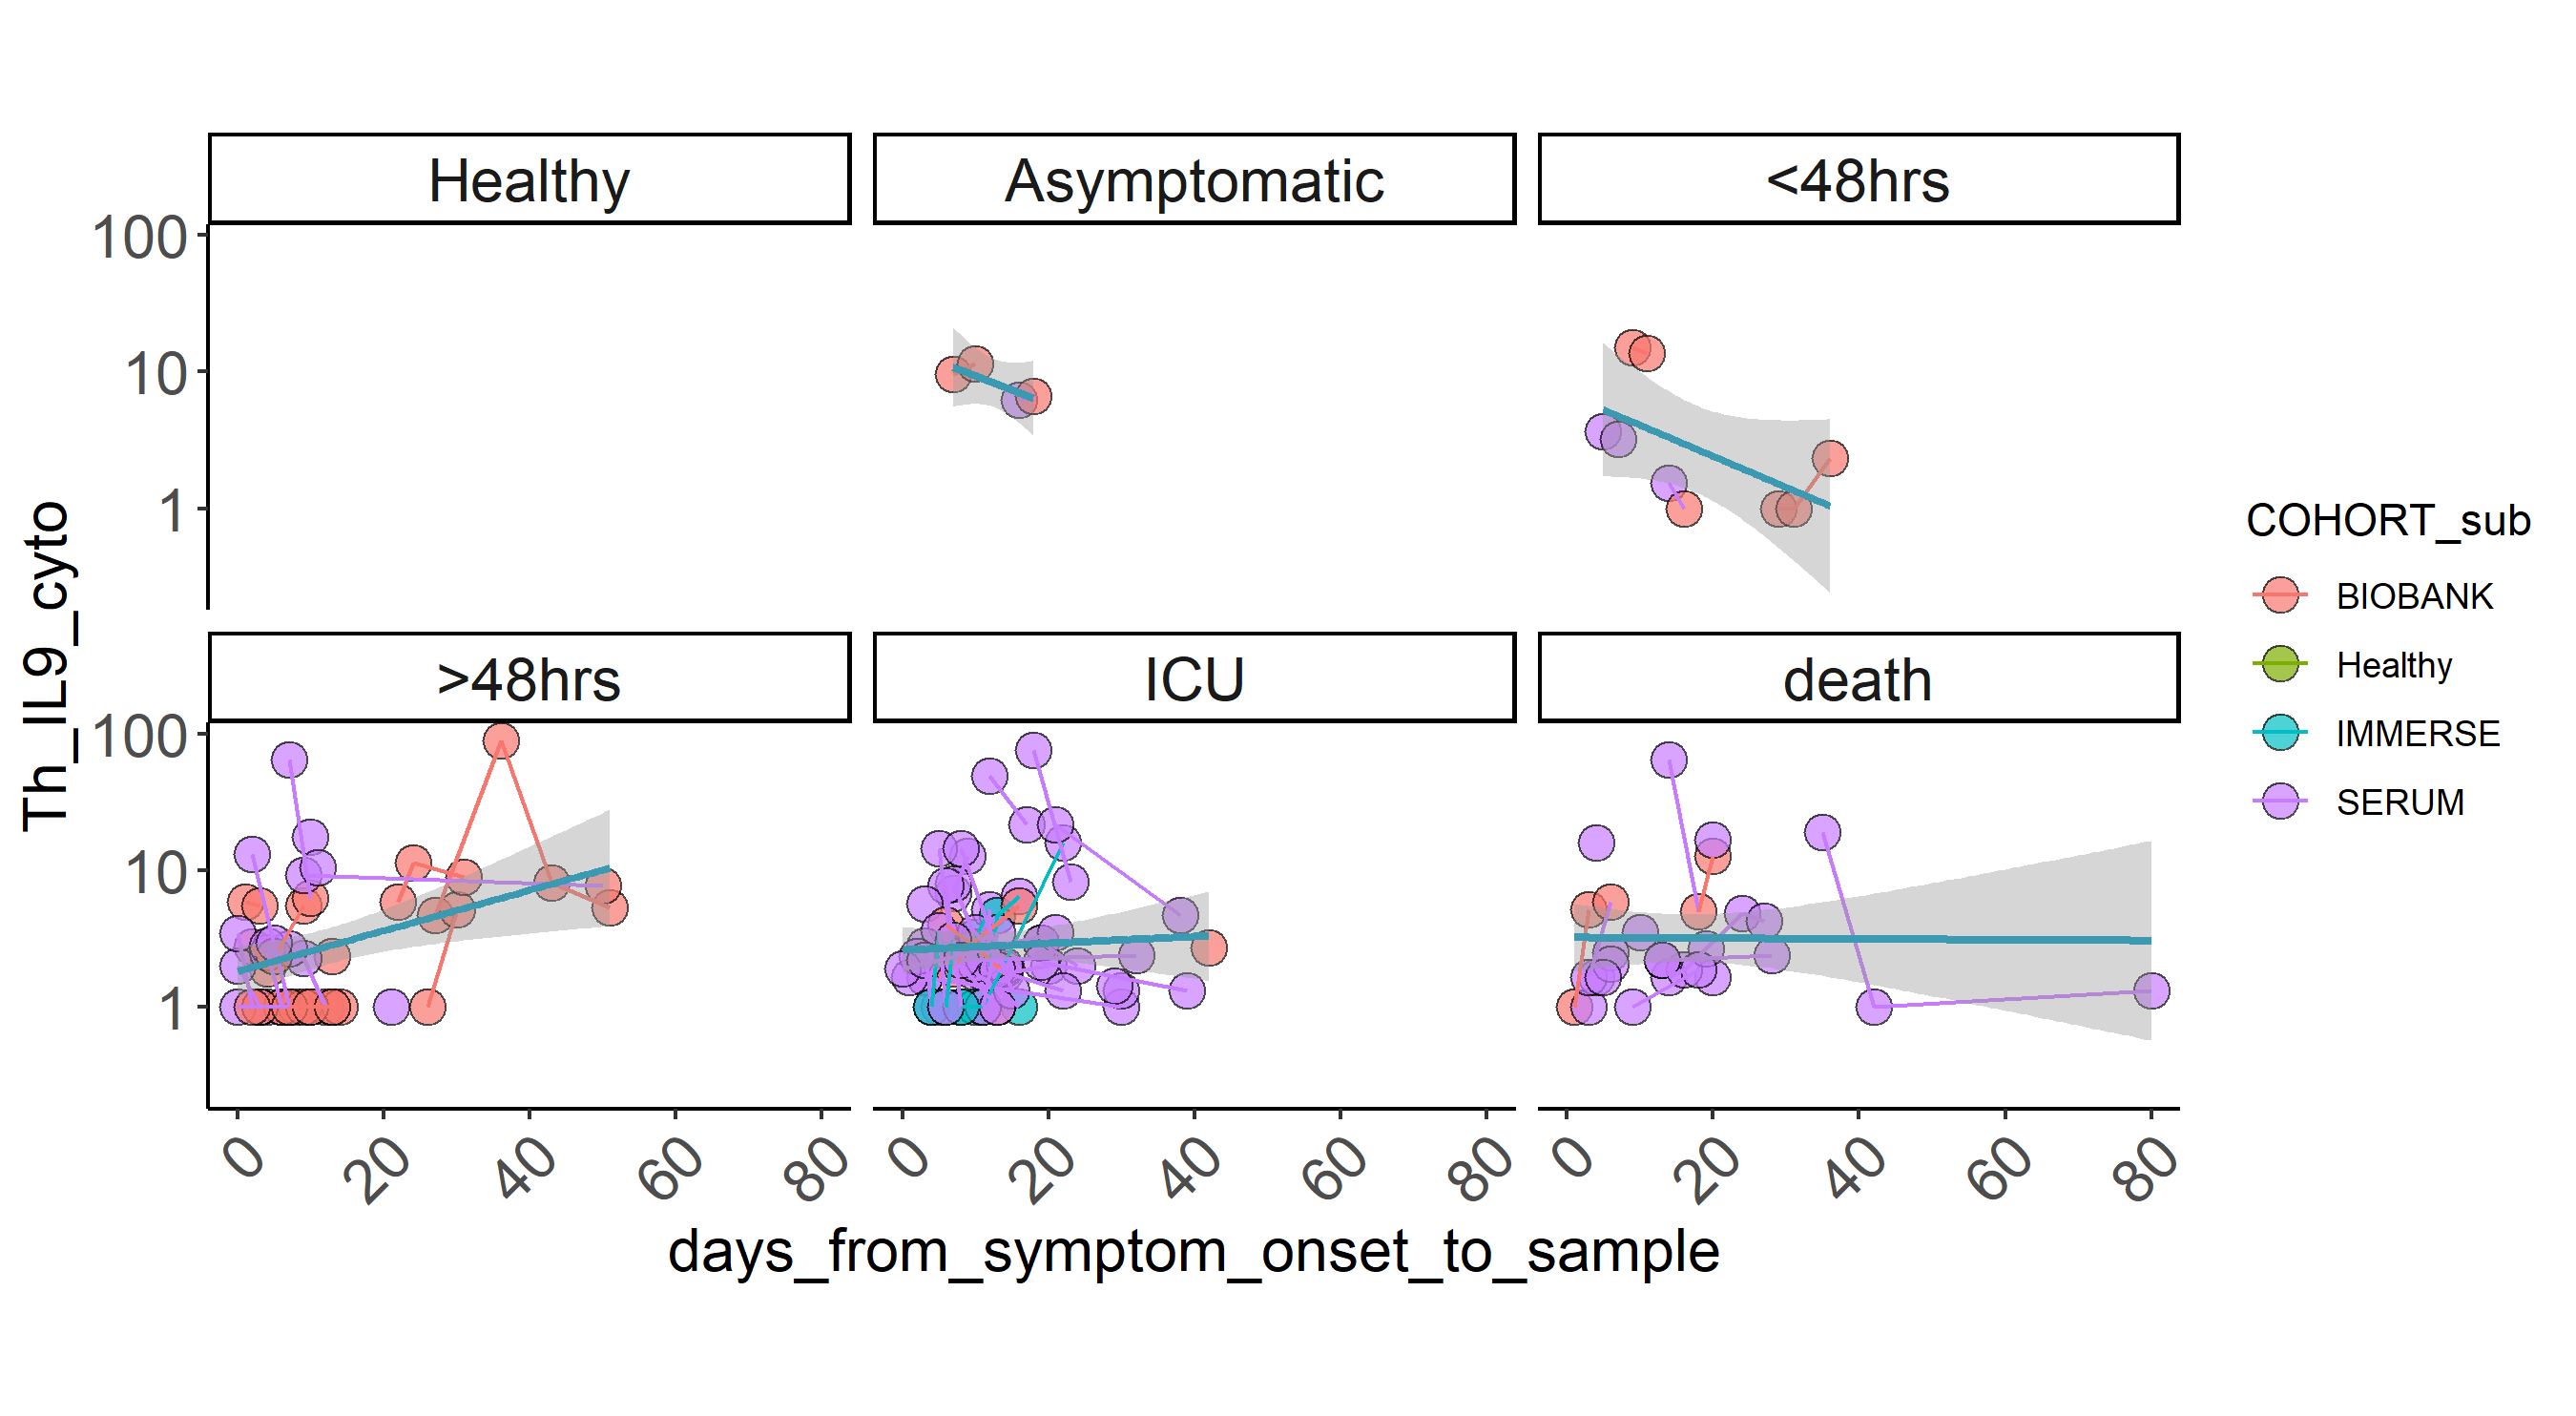 Healthy
Asymptomatic
<48hrs
100
10
1
>48hrs
ICU
death
100
10
1
0
20
40
60
80
0
20
40
60
80
0
20
40
60
80
days_from_symptom_onset_to_sample
Th_IL9_cyto
COHORT_sub
BIOBANK
Healthy
IMMERSE
SERUM